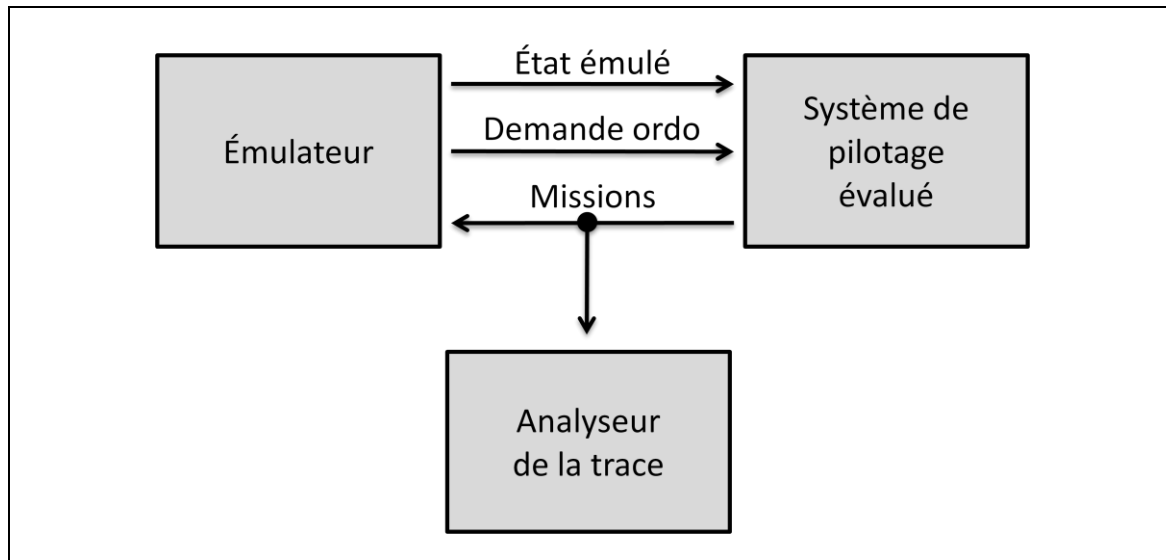 État émulé
Émulateur
Demande ordo
Missions
Système de
pilotage
évalué
Analyseur
de la trace